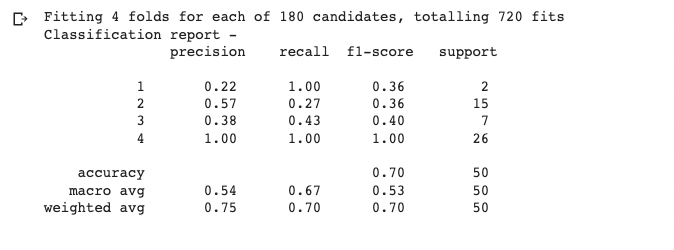 Fitting 4 folds for each of 180 candidates, totalling 720 fits
Classification report -
precision recall f1-score support
1 0.22 1.00 0.36 2
2 0.57 0.27 0.36 15
3 0.38 0.43 0.40 7
4 1.00 1.00 1.00 26
accuracy 0.70 50
macro avg 0.54 0.67 0.53 50
weighted avg 0.75 0.70 0.70 50